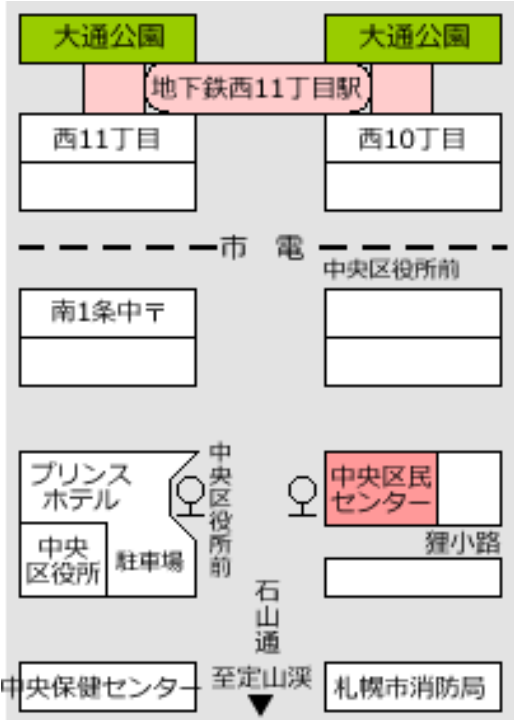 大通公園
大通公園
地下鉄西11丁目駅
西11丁目
西10丁目
市 電
中央区役所前
南1条中〒
プリンス
ホテル
中央区役所前
中央区民
センター
中央
区役所
駐車場
狸小路
石山通
中央保健センター
至定山渓
札幌市消防局